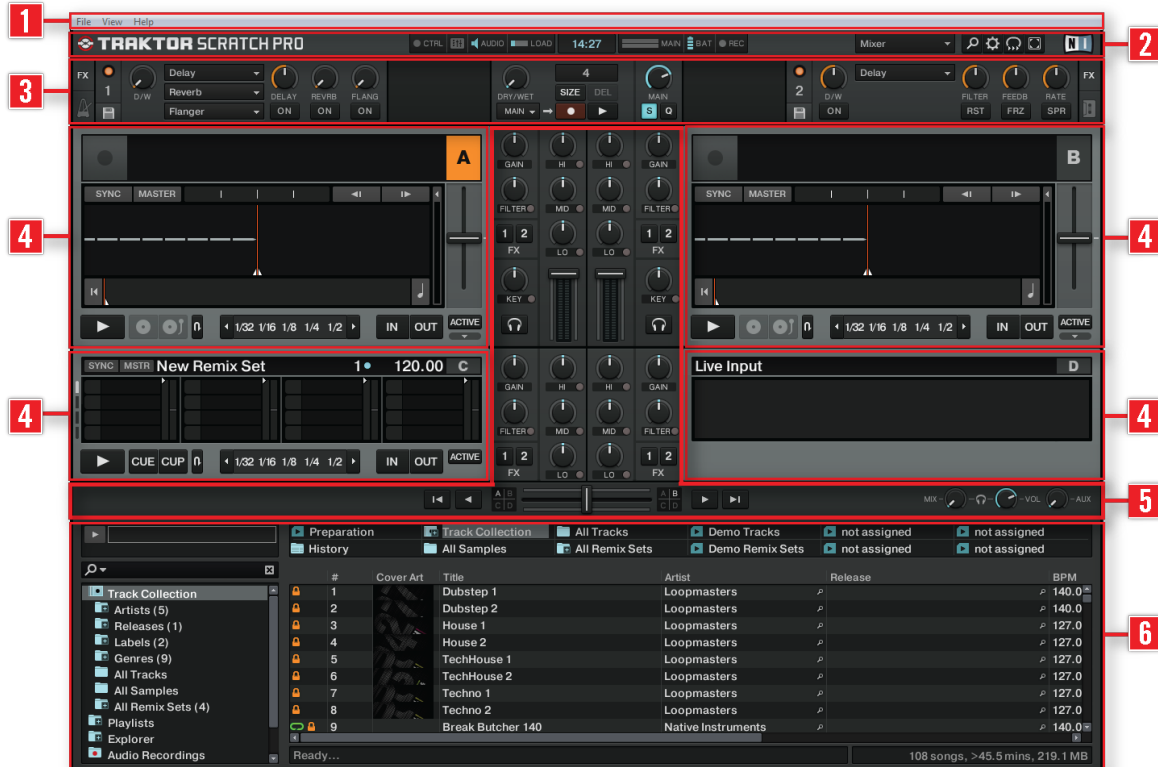 1
File View Help
2
TRAKTOR SCRATCH PRO CTRL AUDIO LOAD 14:27 MAIN BAT REC Mixer NI
3
FX 1 D/W Delay Reverb Flanger DELAY REVRB FLANG ON ON ON
DRY/WET 4 SIZE DEL MAIN MAIN S Q
2 D/W ON Delay FILTER FEEDB RATE RST FRZ SPR FX
4
A
SYNC MASTER
1/32 1/16 1/8 1/4 1/2 IN OUT ACTIVE
GAIN HI HI GAIN
FILTER MID MID FILTER
1 2 FX LO LO 1 2 FX
KEY KEY
B
SYNC MASTER
1/32 1/16 1/8 1/4 1/2 IN OUT ACTIVE
4
4
SYNC MSTR New Remix Set 1 120.00 C
CUE CUP 1/32 1/16 1/8 1/4 1/2 IN OUT ACTIVE
GAIN HI HI GAIN
FILTER MID MID FILTER
1 2 FX LO LO 1 2 FX
Live Input D
4
A B C D A B C D MIX VOL AUX
5
Preparation Track Collection All Tracks Demo Tracks not assigned not assigned
History All Samples All Remix Sets Demo Remix Sets not assigned not assigned
Track Collection
Artists (5)
Releases (1)
Labels (2)
Genres (9)
All Tracks
All Samples
All Remix Sets (4)
Playlists
Explorer
Audio Recordings
# Cover Art Title Artist Release BPM
1 Dubstep 1 Loopmasters 140.0
2 Dubstep 2 Loopmasters 140.0
3 House 1 Loopmasters 127.0
4 House 2 Loopmasters 127.0
5 TechHouse 1 Loopmasters 127.0
6 TechHouse 2 Loopmasters 127.0
7 Techno 1 Loopmasters 127.0
8 Techno 2 Loopmasters 127.0
9 Break Butcher 140 Native Instruments 140.0
6
Ready... 108 songs, >45.5 mins, 219.1 MB